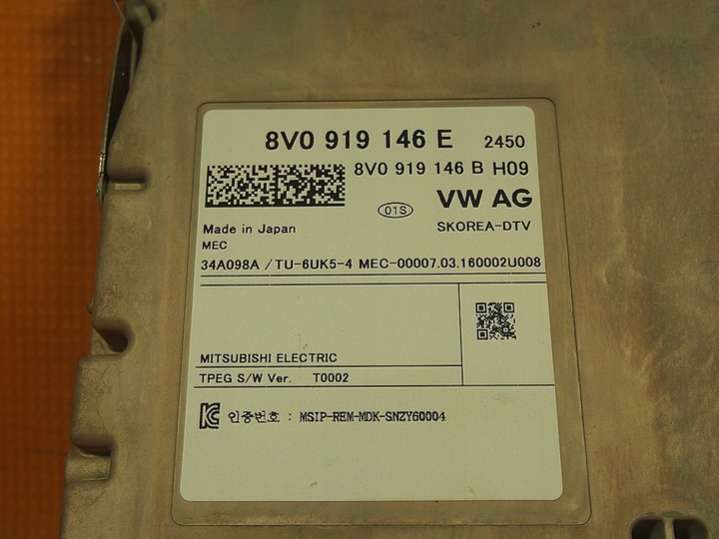 8V0 919 146 E 2450
8V0 919 146 B H09
01S VW AG
Made in Japan SKOREA-DTV
MEC
34A098A / TU-6UK5-4 MEC-00007.03.160002U008
MITSUBISHI ELECTRIC
TPEG S/W Ver. T0002
인증번호 : MSIP-REM-MDK-SNZY60004